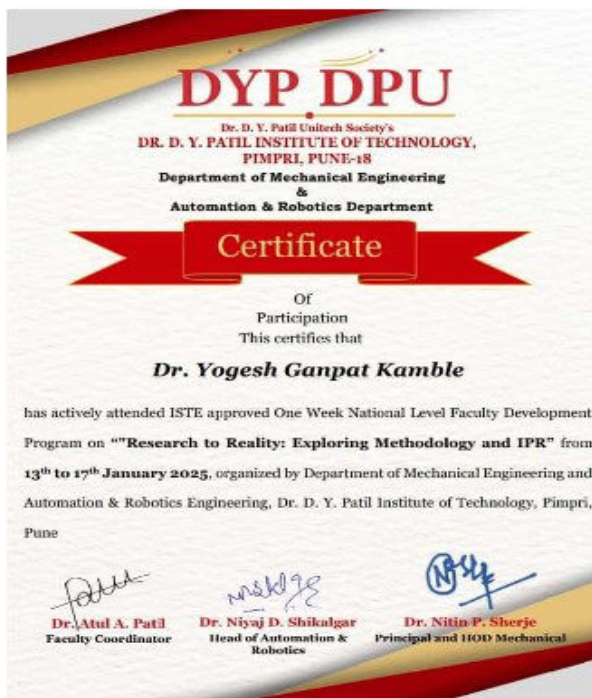 DYP DPU
Dr. D. Y. Patil Unitech Society's
DR. D. Y. PATIL INSTITUTE OF TECHNOLOGY,
PIMPRI, PUNE-18
Department of Mechanical Engineering
&
Automation & Robotics Department
Certificate
Of
Participation
This certifies that
Dr. Yogesh Ganpat Kamble
has actively attended ISTE approved One Week National Level Faculty Development
Program on “"Research to Reality: Exploring Methodology and IPR” from
13th to 17th January 2025, organized by Department of Mechanical Engineering and
Automation & Robotics Engineering, Dr. D. Y. Patil Institute of Technology, Pimpri,
Pune
Dr. Atul A. Patil
Faculty Coordinator
Dr. Niyaj D. Shikalgar
Head of Automation &
Robotics
Dr. Nitin P. Sherje
Principal and HOD Mechanical